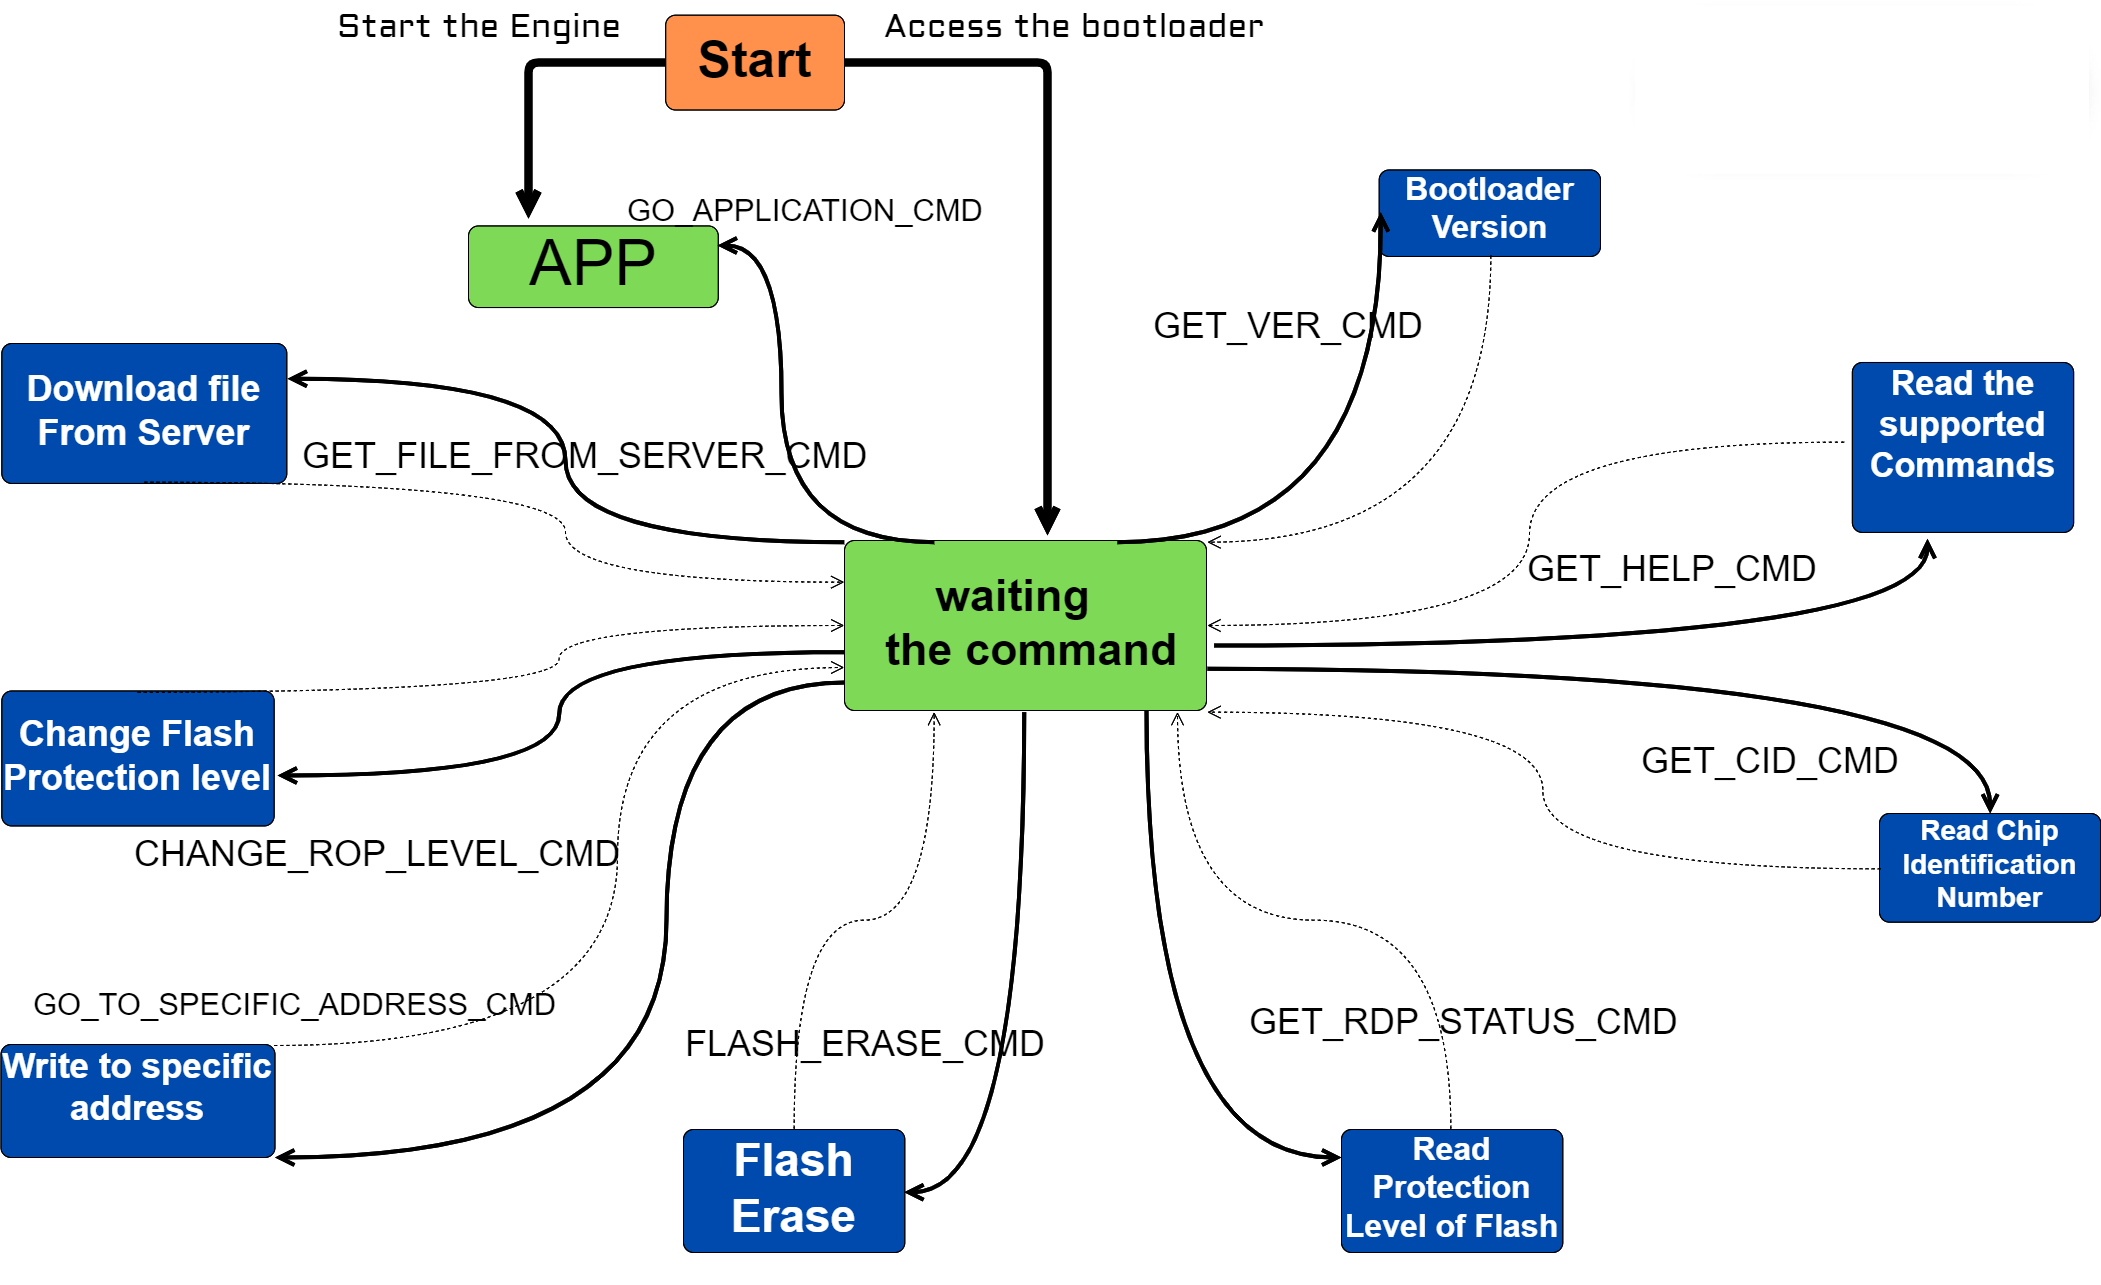 Start the Engine
Start
Access the bootloader
GO_APPLICATION_CMD
APP
Bootloader
Version
GET_VER_CMD
Download file
From Server
GET_FILE_FROM_SERVER_CMD
Read the
supported
Commands
GET_HELP_CMD
waiting
the command
Change Flash
Protection level
CHANGE_ROP_LEVEL_CMD
GET_CID_CMD
Read Chip
Identification
Number
GO_TO_SPECIFIC_ADDRESS_CMD
Write to specific
address
FLASH_ERASE_CMD
Flash
Erase
GET_RDP_STATUS_CMD
Read
Protection
Level of Flash